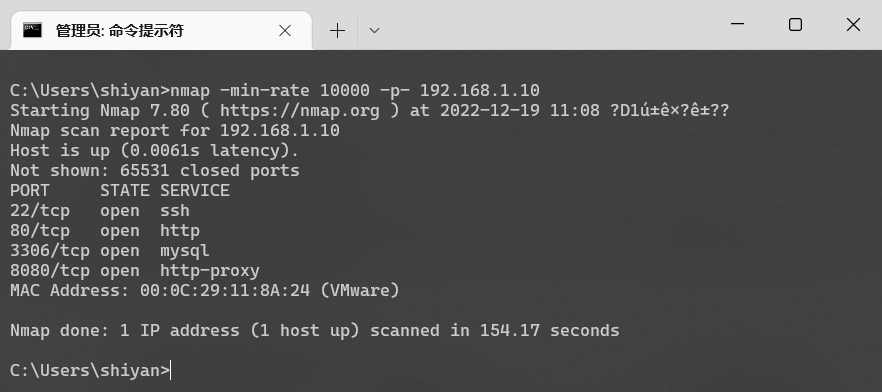 管理员: 命令提示符
C:\Users\shiyan>nmap -min-rate 10000 -p- 192.168.1.10
Starting Nmap 7.80 ( https://nmap.org ) at 2022-12-19 11:08 ?D1ú±ê×?ê±??
Nmap scan report for 192.168.1.10
Host is up (0.0061s latency).
Not shown: 65531 closed ports
PORT     STATE SERVICE
22/tcp   open  ssh
80/tcp   open  http
3306/tcp open  mysql
8080/tcp open  http-proxy
MAC Address: 00:0C:29:11:8A:24 (VMware)
Nmap done: 1 IP address (1 host up) scanned in 154.17 seconds
C:\Users\shiyan>